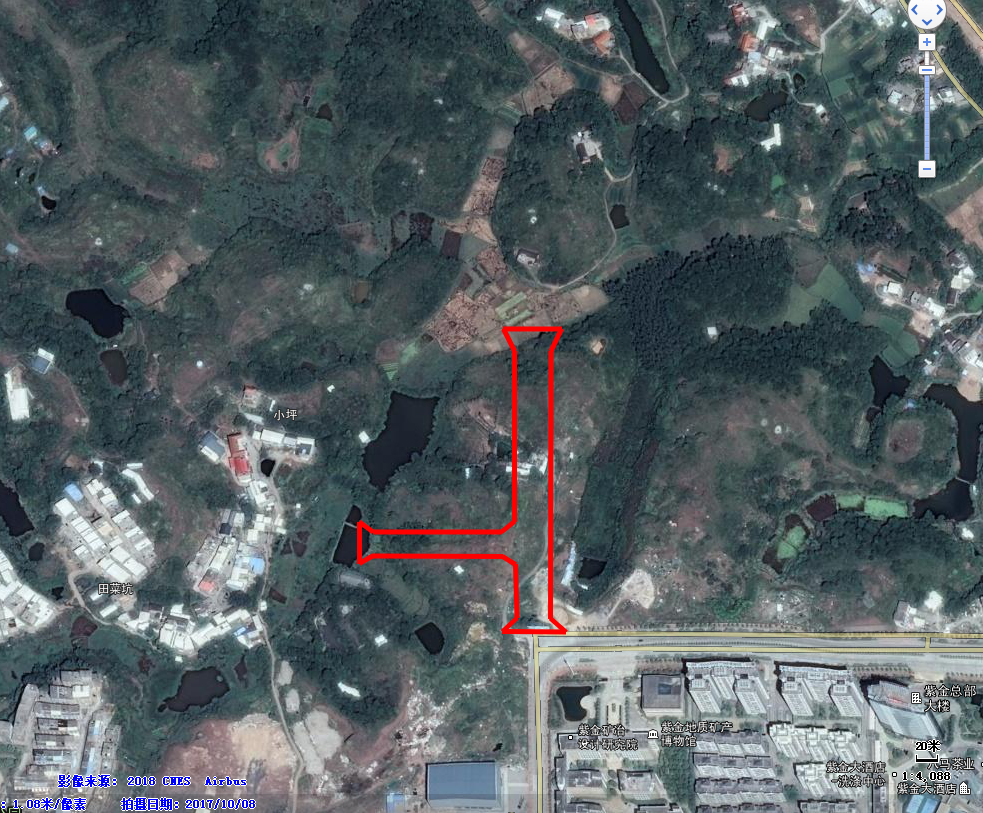 小坪
田菜坑
紫金总部
大楼
紫金矿冶
设计研究院
紫金地质矿产
博物馆
20米
马茶业
紫金大酒店
洗涤中心
1:4,088
紫金大酒店
影像来源: 2018 CNES Airbus
: 1.08米/像素 拍摄日期: 2017/10/08